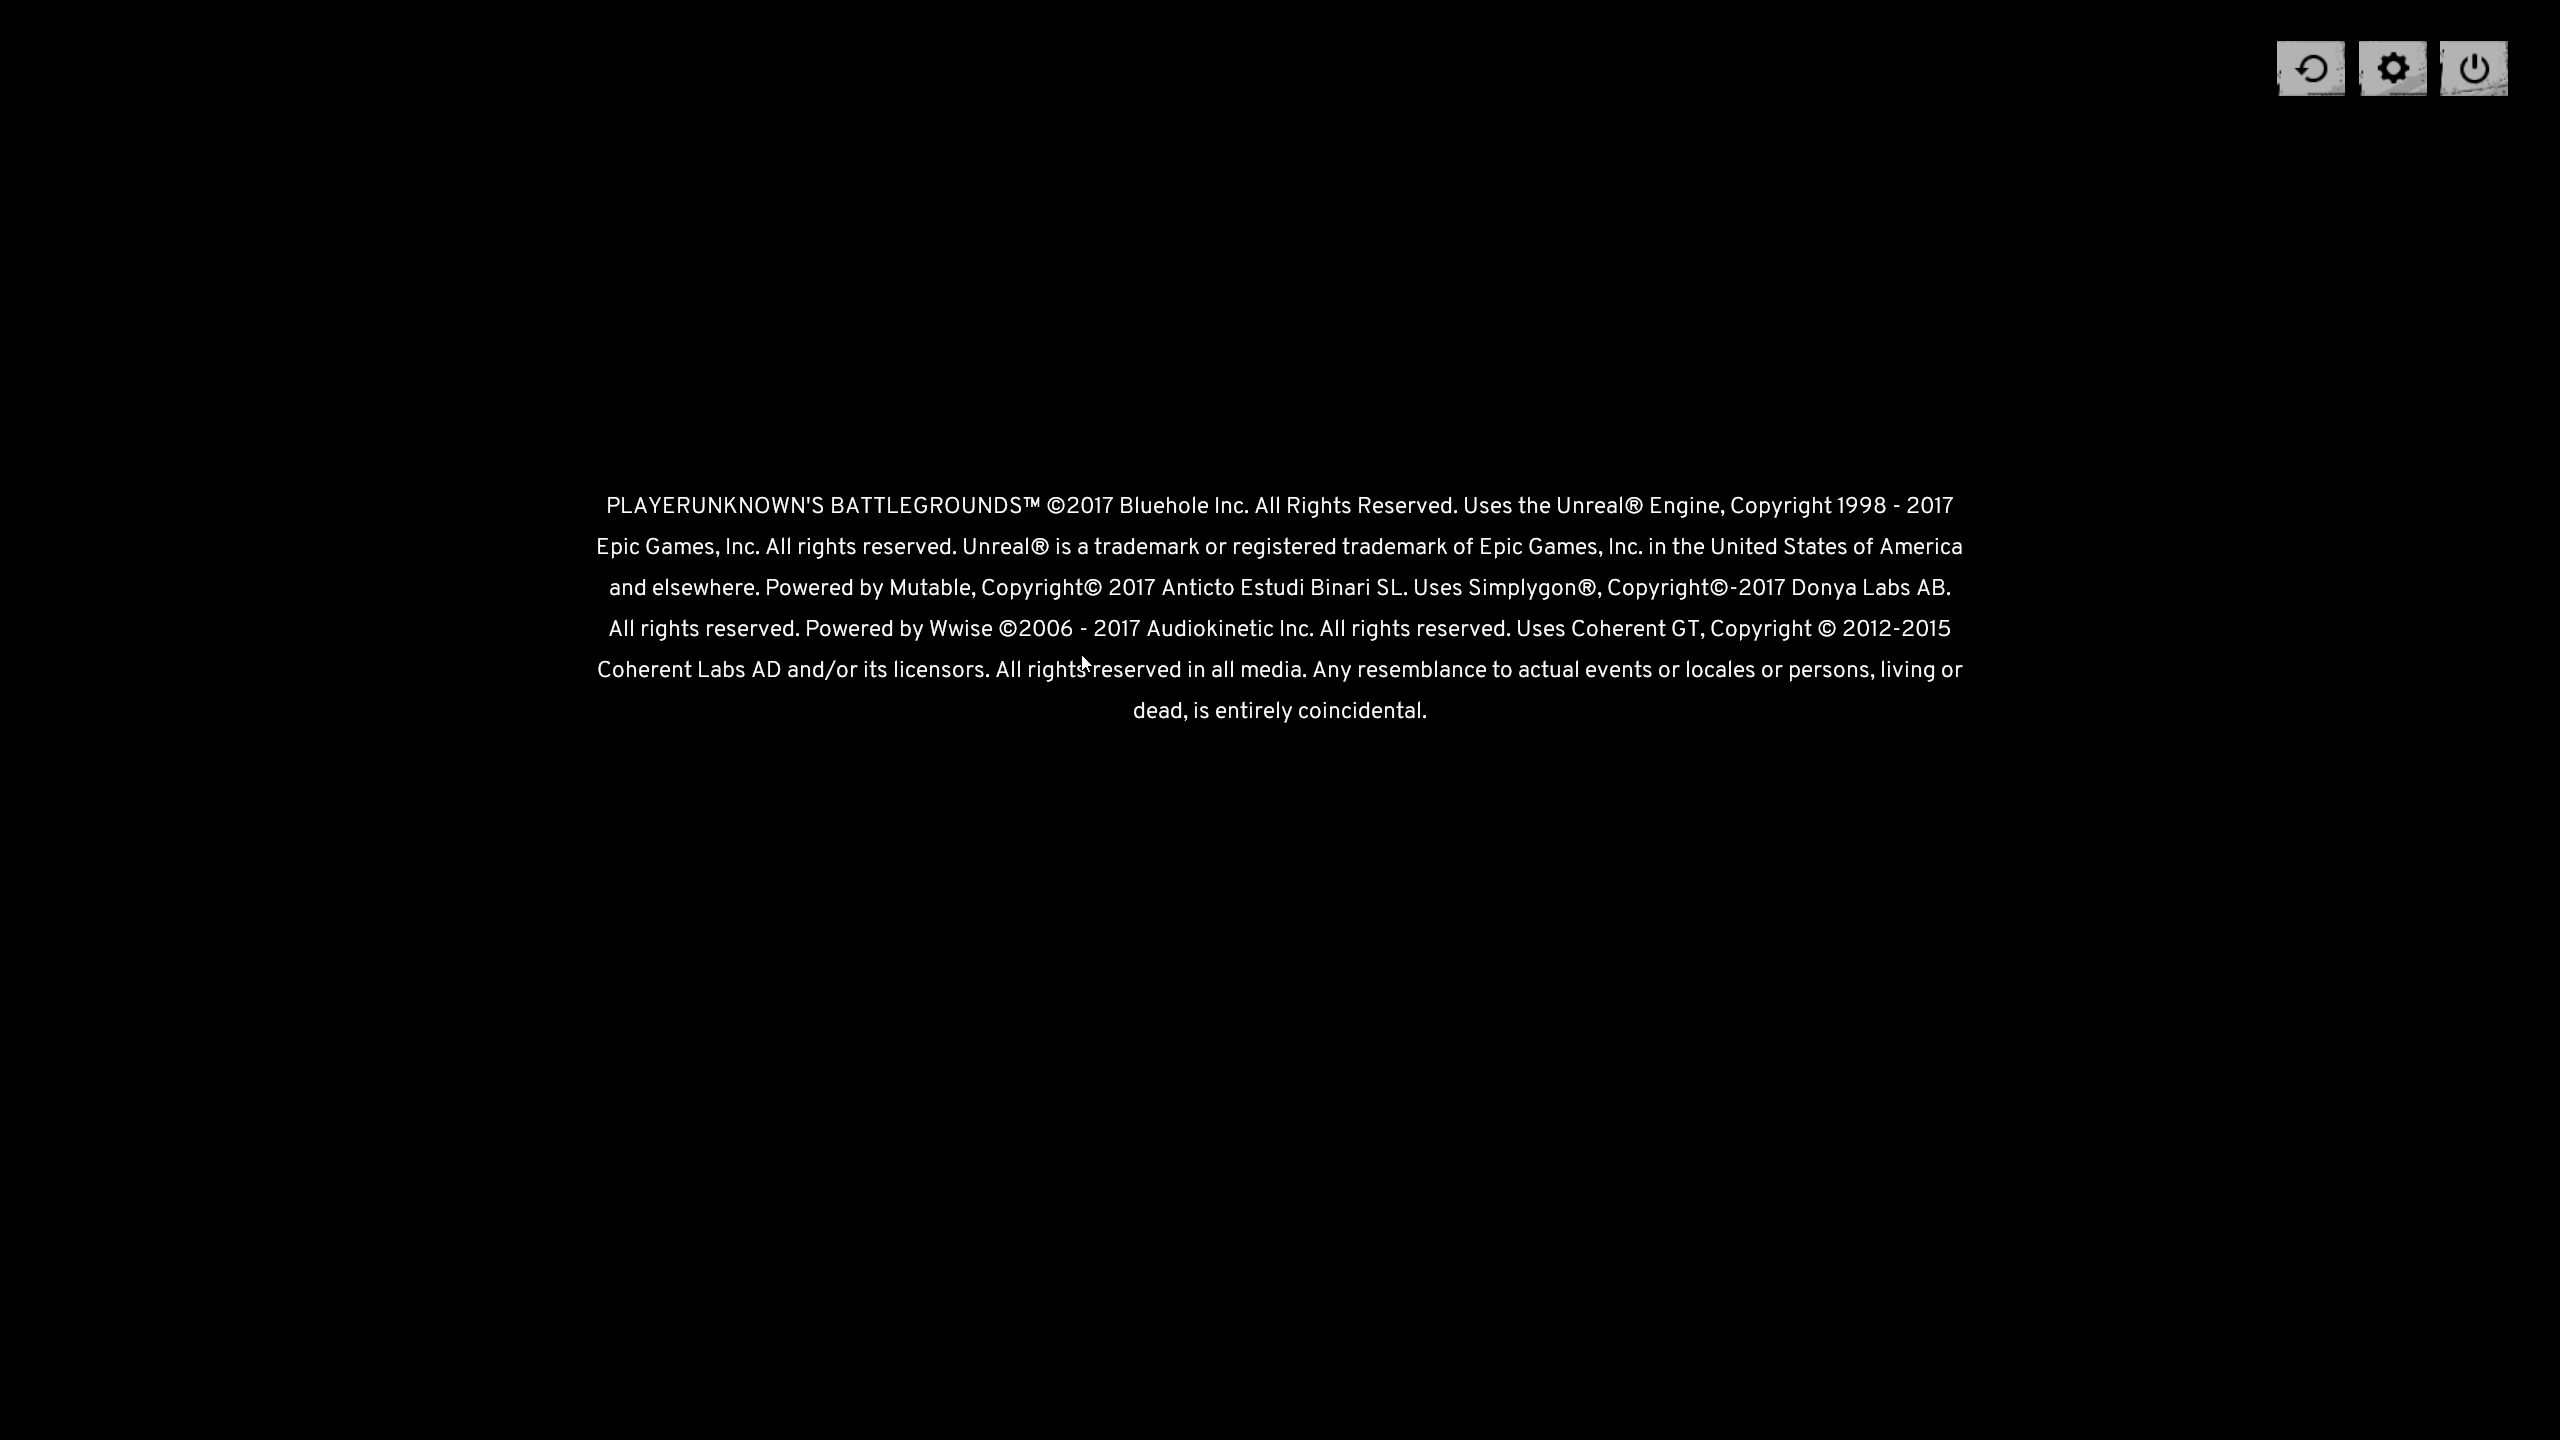 PLAYERUNKNOWN'S BATTLEGROUNDS™ ©2017 Bluehole Inc. All Rights Reserved. Uses the Unreal® Engine, Copyright 1998 - 2017
Epic Games, Inc. All rights reserved. Unreal® is a trademark or registered trademark of Epic Games, Inc. in the United States of America
and elsewhere. Powered by Mutable, Copyright© 2017 Anticto Estudi Binari SL. Uses Simplygon®, Copyright©-2017 Donya Labs AB.
All rights reserved. Powered by Wwise ©2006 - 2017 Audiokinetic Inc. All rights reserved. Uses Coherent GT, Copyright © 2012-2015
Coherent Labs AD and/or its licensors. All rights reserved in all media. Any resemblance to actual events or locales or persons, living or
dead, is entirely coincidental.